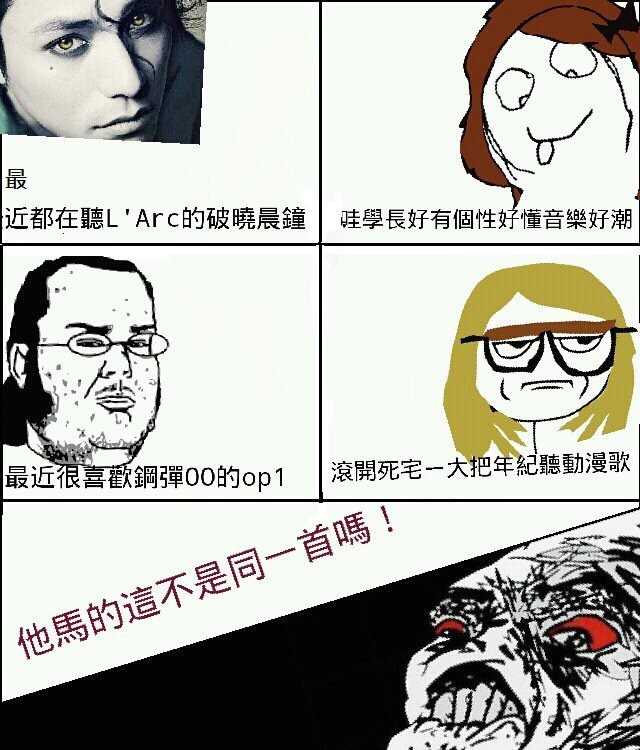 最
近都在聽L'Arc的破曉晨鐘
哇學長好有個性好懂音樂好潮
最近很喜歡鋼彈OO的op1
滾開死宅一大把年紀聽動漫歌
他馬的這不是同一首嗎！